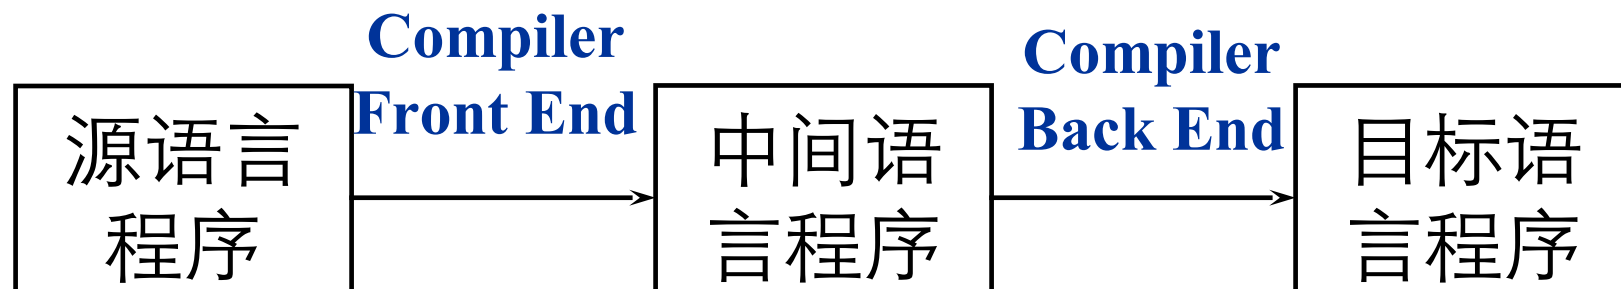 源语言
程序
Compiler
Front End
中间语
言程序
Compiler
Back End
目标语
言程序